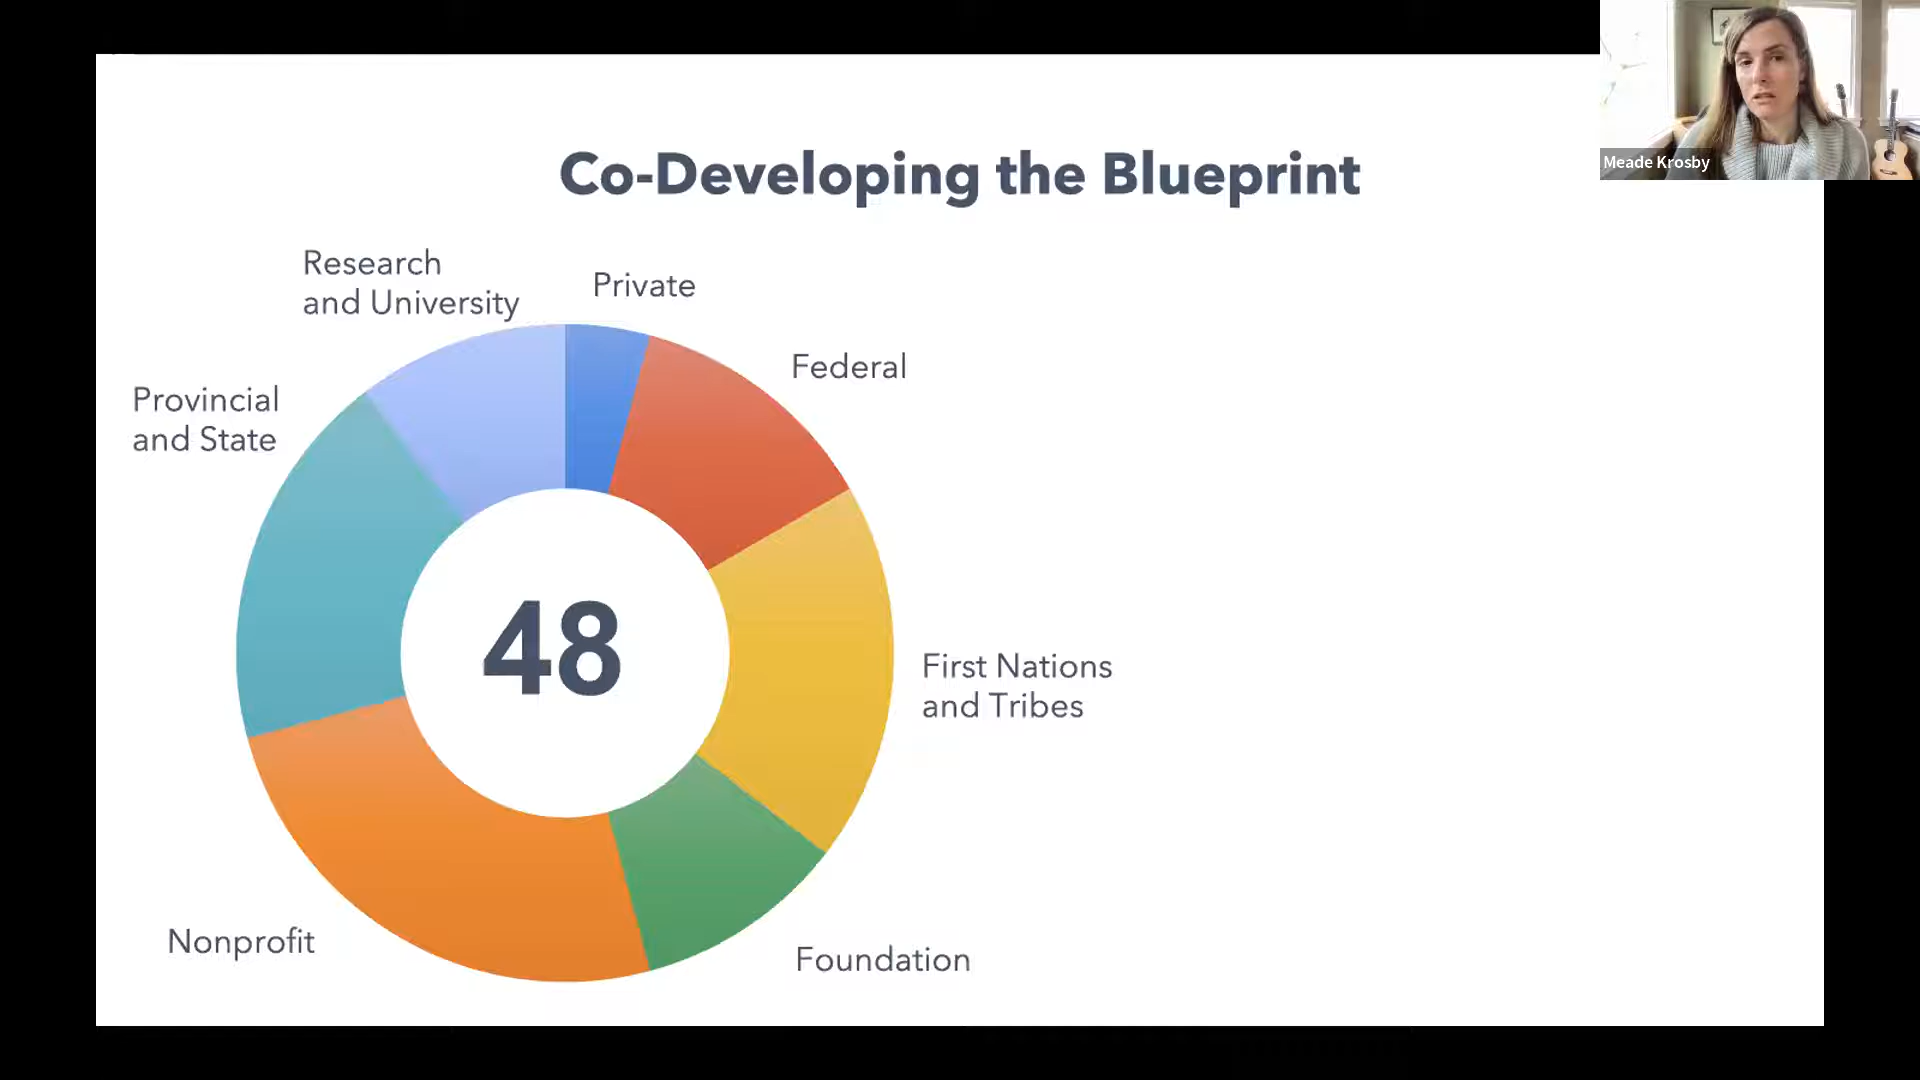 Co-Developing the Blueprint
Meade Krosby
Research
and University
Private
Federal
Provincial
and State
48
First Nations
and Tribes
Nonprofit
Foundation